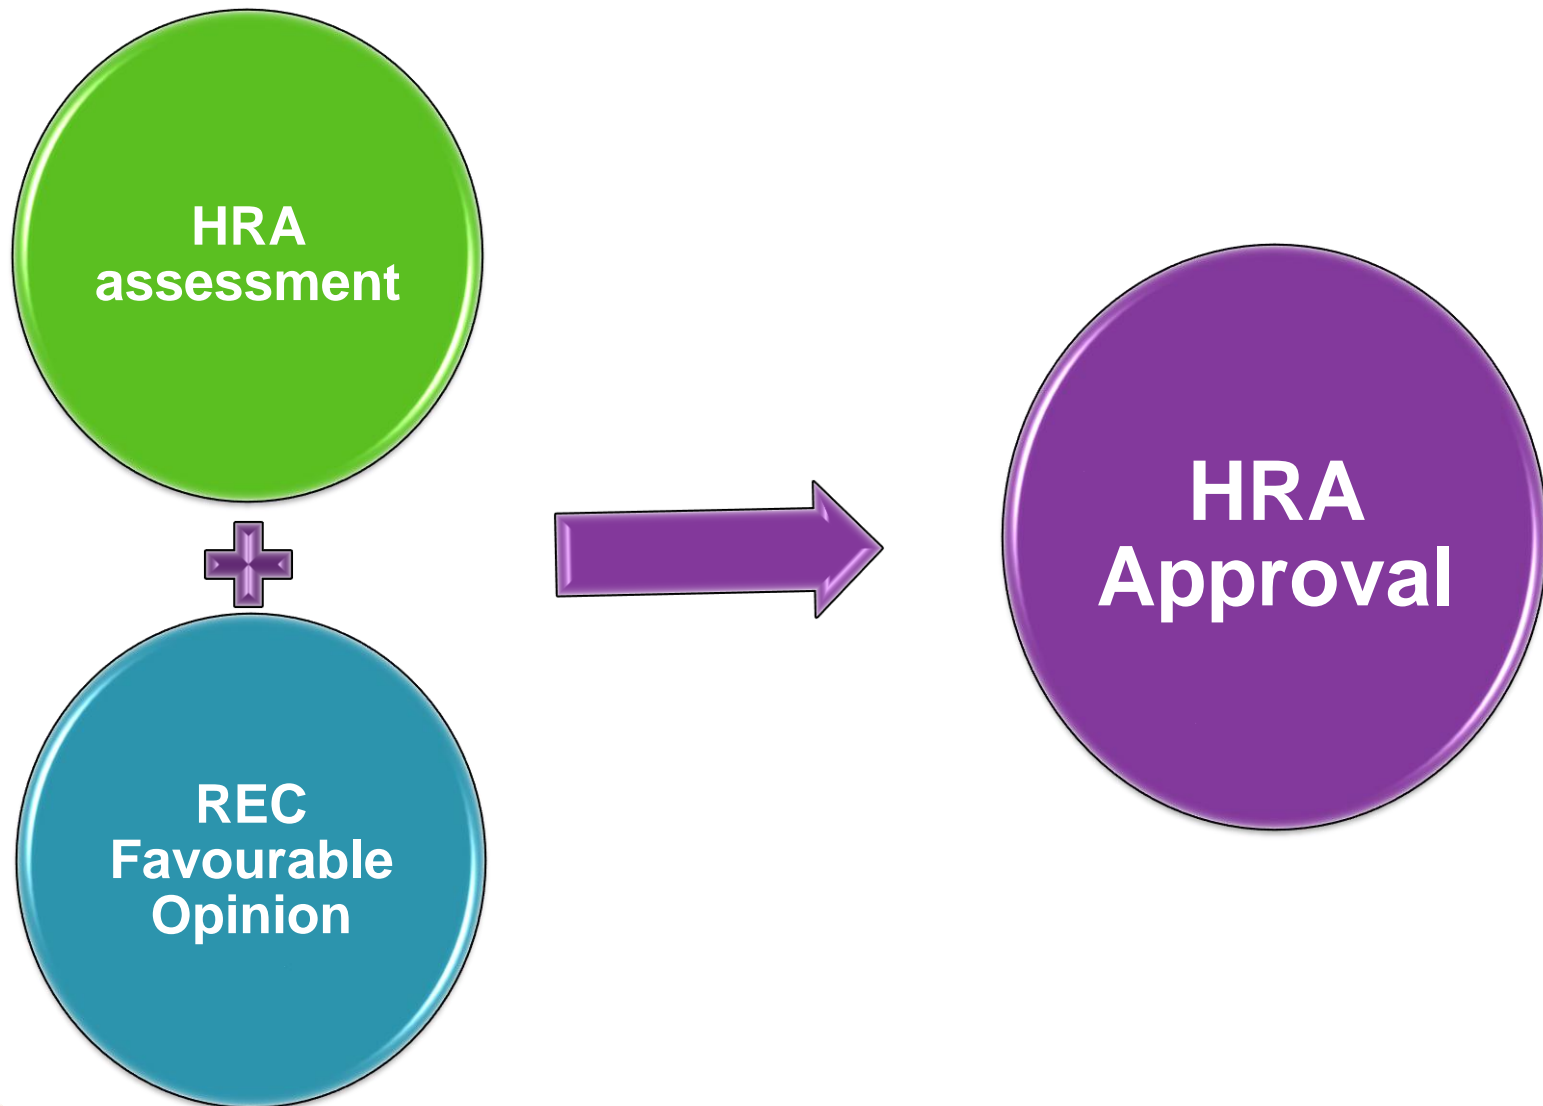 HRA
assessment
REC
Favourable
Opinion
HRA
Approval